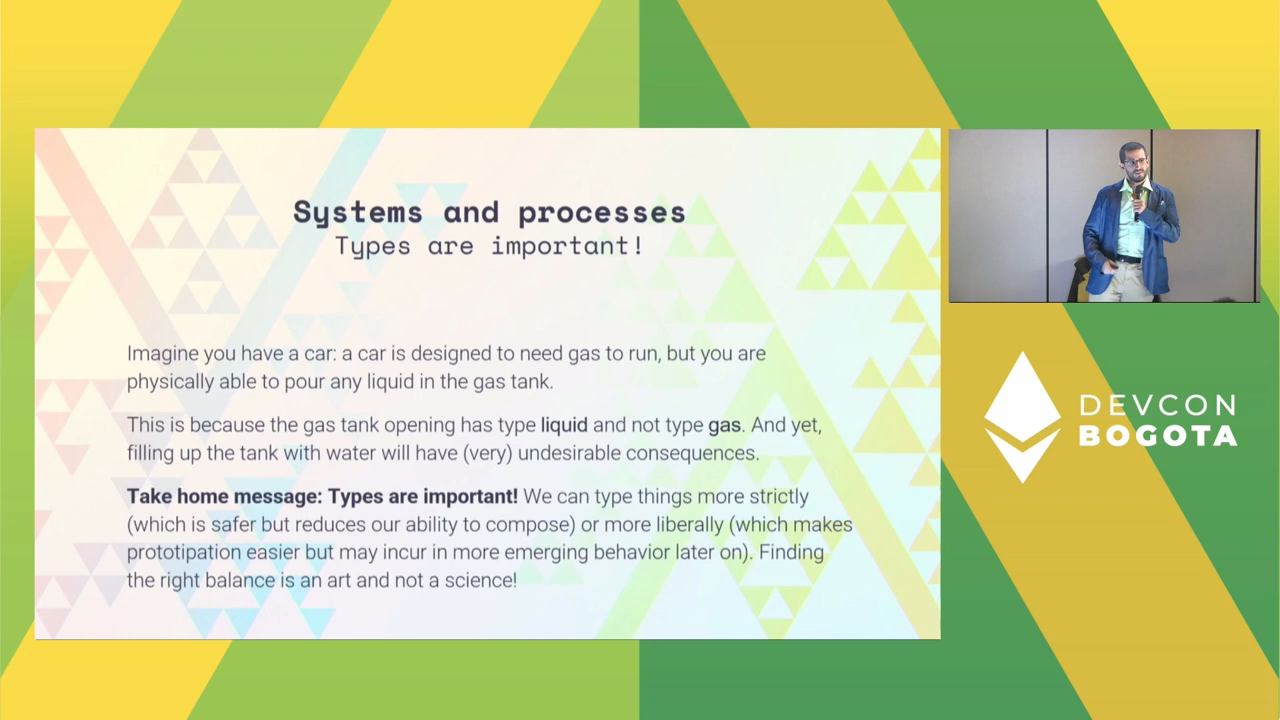 Systems and processes
Types are important!
Imagine you have a car: a car is designed to need gas to run, but you are
physically able to pour any liquid in the gas tank.
This is because the gas tank opening has type liquid and not type gas. And yet,
filling up the tank with water will have (very) undesirable consequences.
Take home message: Types are important! We can type things more strictly
(which is safer but reduces our ability to compose) or more liberally (which makes
prototipation easier but may incur in more emerging behavior later on). Finding
the right balance is an art and not a science!
DEVCON
BOGOTA